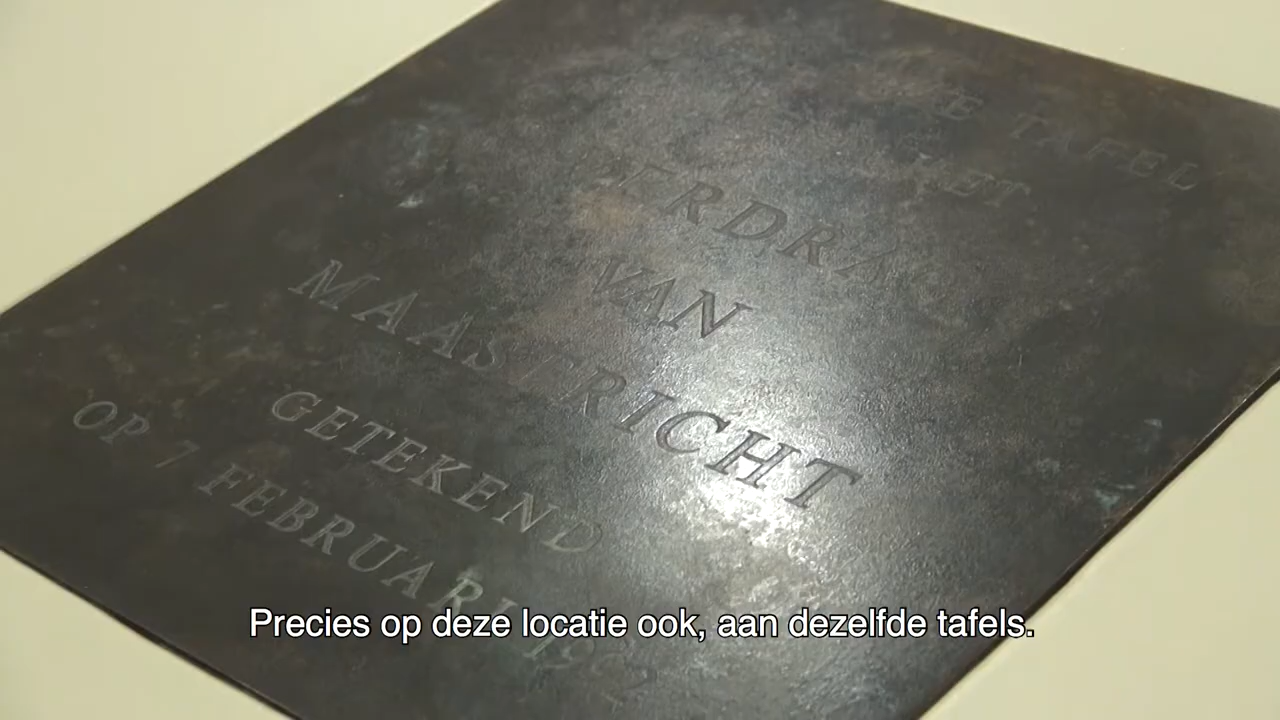 TAFEL
VAN
MAASTRICHT
GETEKEND
OP 7 FEBRUARI
Precies op deze locatie ook, aan dezelfde tafels.